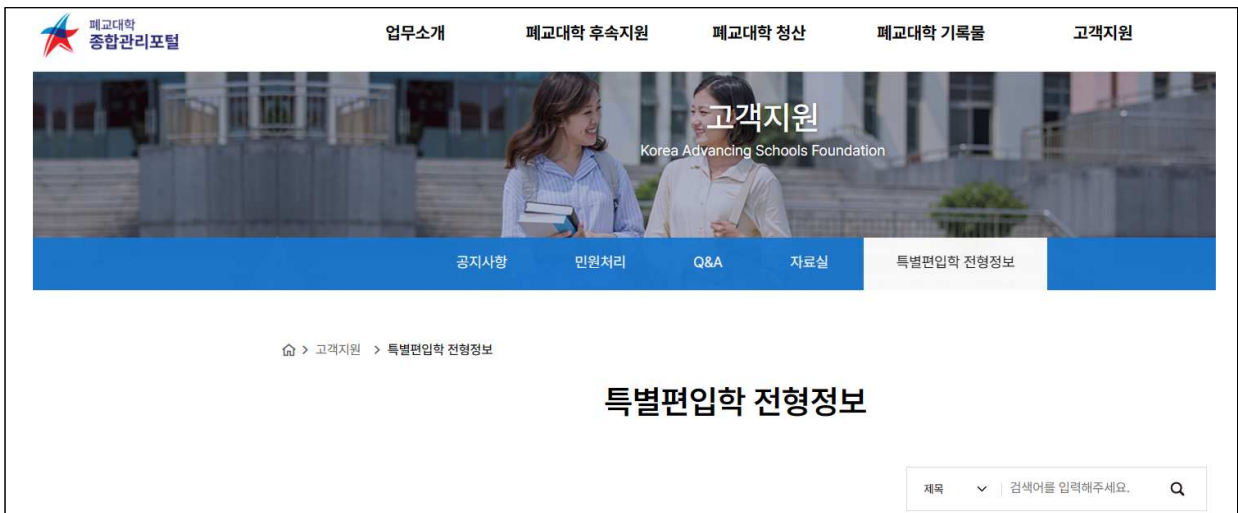 폐교대학
종합관리포털
업무소개 폐교대학 후속지원 폐교대학 청산 폐교대학 기록물 고객지원
고객지원
Korea Advancing Schools Foundation
공지사항 민원처리 Q&A 자료실 특별편입학 전형정보
> 고객지원 > 특별편입학 전형정보
특별편입학 전형정보
제목 검색어를 입력해주세요.